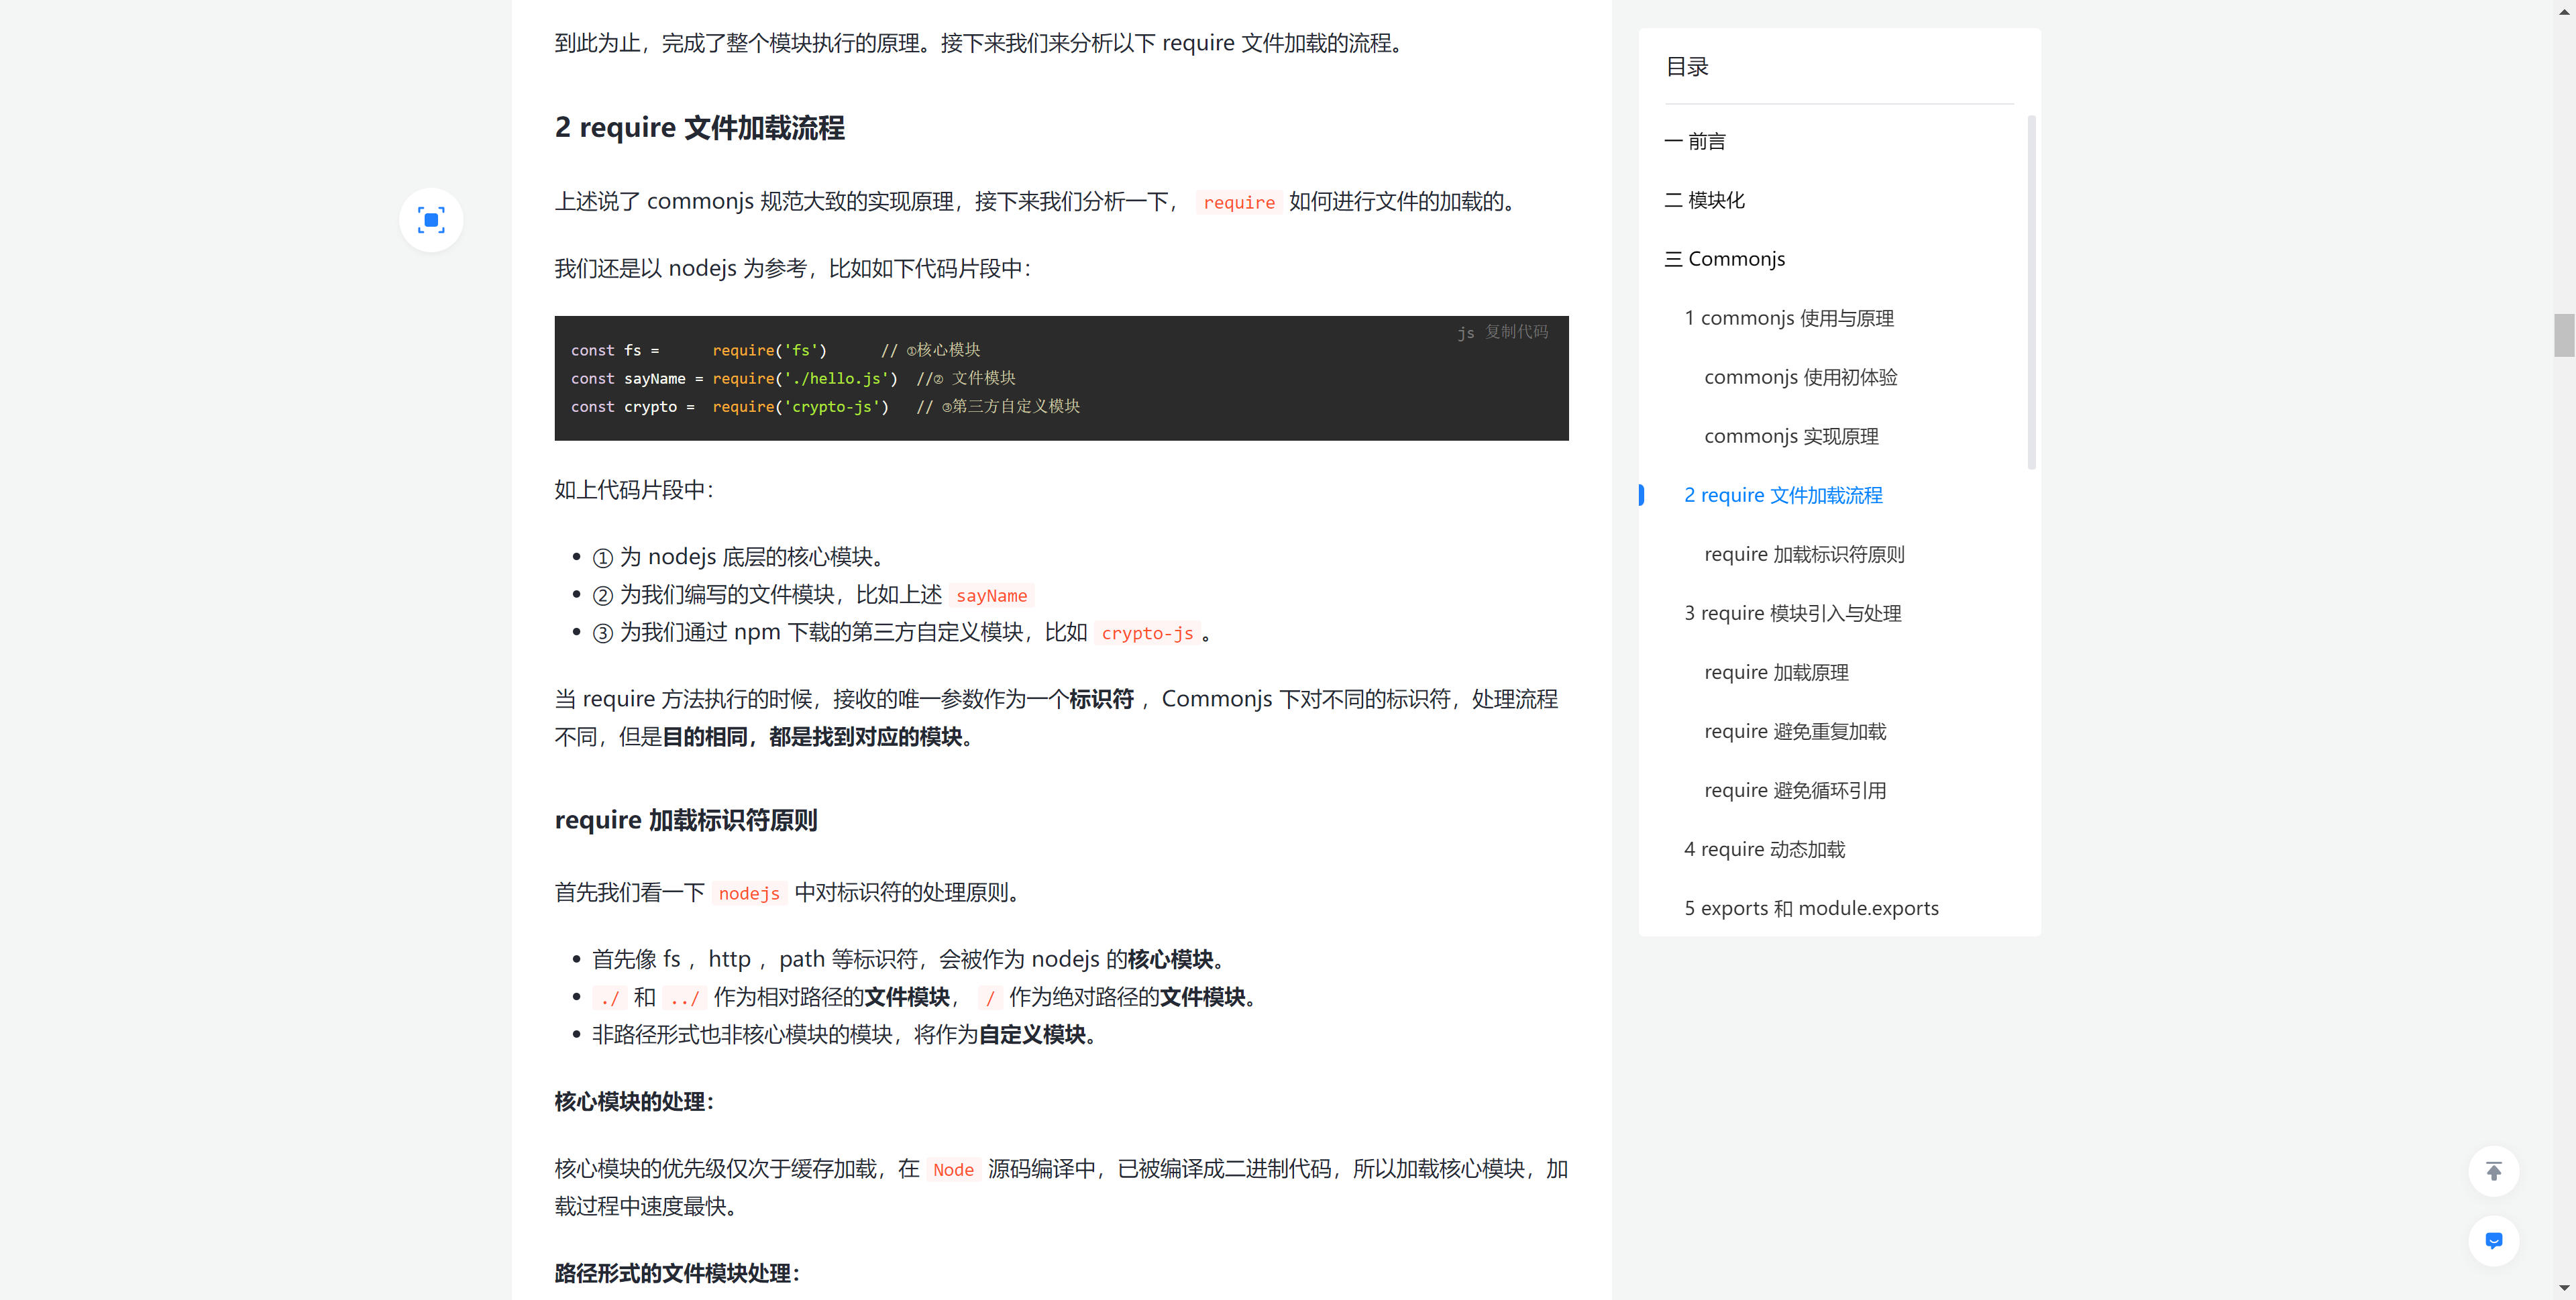 到此为止，完成了整个模块执行的原理。接下来我们来分析以下 require 文件加载的流程。
2 require 文件加载流程
上述说了 commonjs 规范大致的实现原理，接下来我们分析一下， require 如何进行文件的加载的。
我们还是以 nodejs 为参考，比如如下代码片段中：
js 复制代码
const fs =      require('fs')      // ①核心模块
const sayName = require('./hello.js')  //② 文件模块
const crypto =  require('crypto-js')   // ③第三方自定义模块
如上代码片段中：
• ① 为 nodejs 底层的核心模块。
• ② 为我们编写的文件模块，比如上述 sayName
• ③ 为我们通过 npm 下载的第三方自定义模块，比如 crypto-js 。
当 require 方法执行的时候，接收的唯一参数作为一个标识符 ，Commonjs 下对不同的标识符，处理流程
不同，但是目的相同，都是找到对应的模块。
require 加载标识符原则
首先我们看一下 nodejs 中对标识符的处理原则。
• 首先像 fs ，http ，path 等标识符，会被作为 nodejs 的核心模块。
• ./ 和 ../ 作为相对路径的文件模块， / 作为绝对路径的文件模块。
• 非路径形式也非核心模块的模块，将作为自定义模块。
核心模块的处理：
核心模块的优先级仅次于缓存加载，在 Node 源码编译中，已被编译成二进制代码，所以加载核心模块，加
载过程中速度最快。
路径形式的文件模块处理：
目录
一 前言
二 模块化
三 Commonjs
1 commonjs 使用与原理
commonjs 使用初体验
commonjs 实现原理
2 require 文件加载流程
require 加载标识符原则
3 require 模块引入与处理
require 加载原理
require 避免重复加载
require 避免循环引用
4 require 动态加载
5 exports 和 module.exports